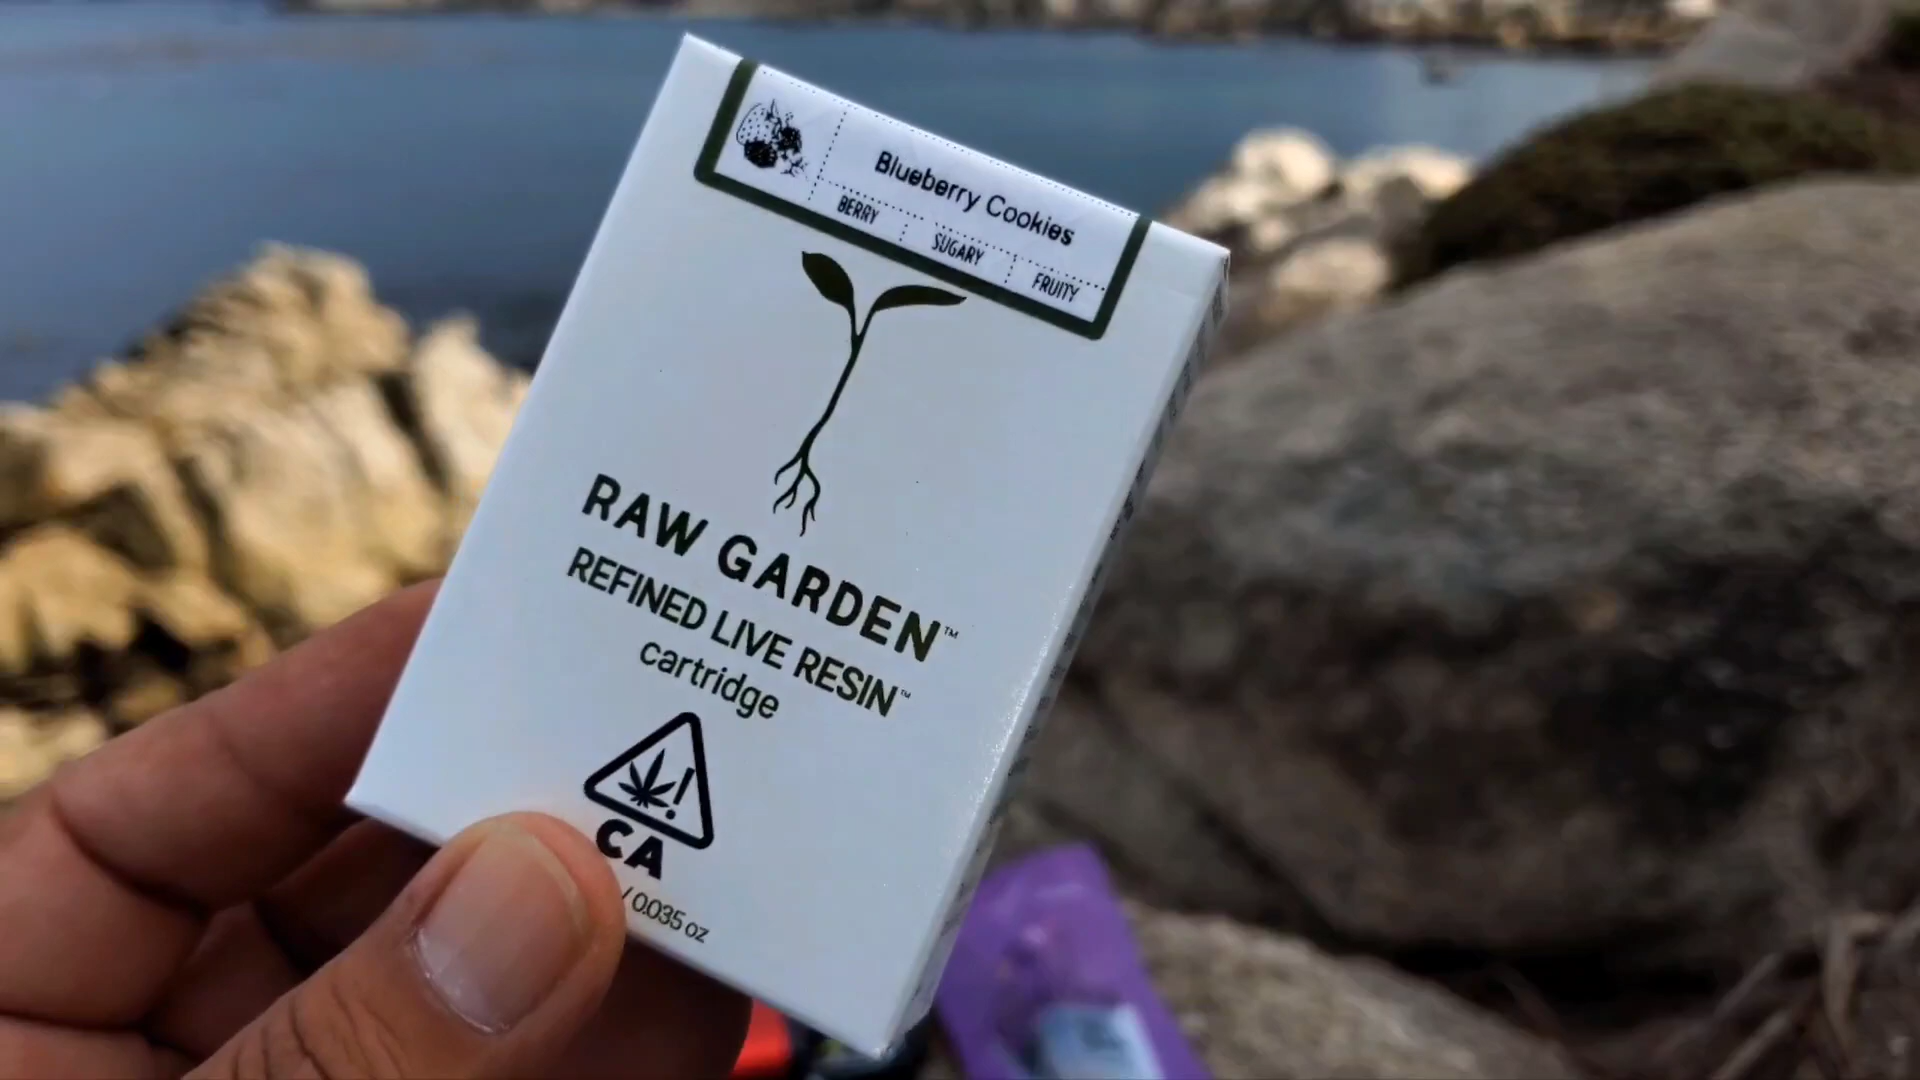 Blueberry Cookies
BERRY SUGARY FRUITY
RAW GARDEN™
REFINED LIVE RESIN™
cartridge
CA
/ 0.035 oz